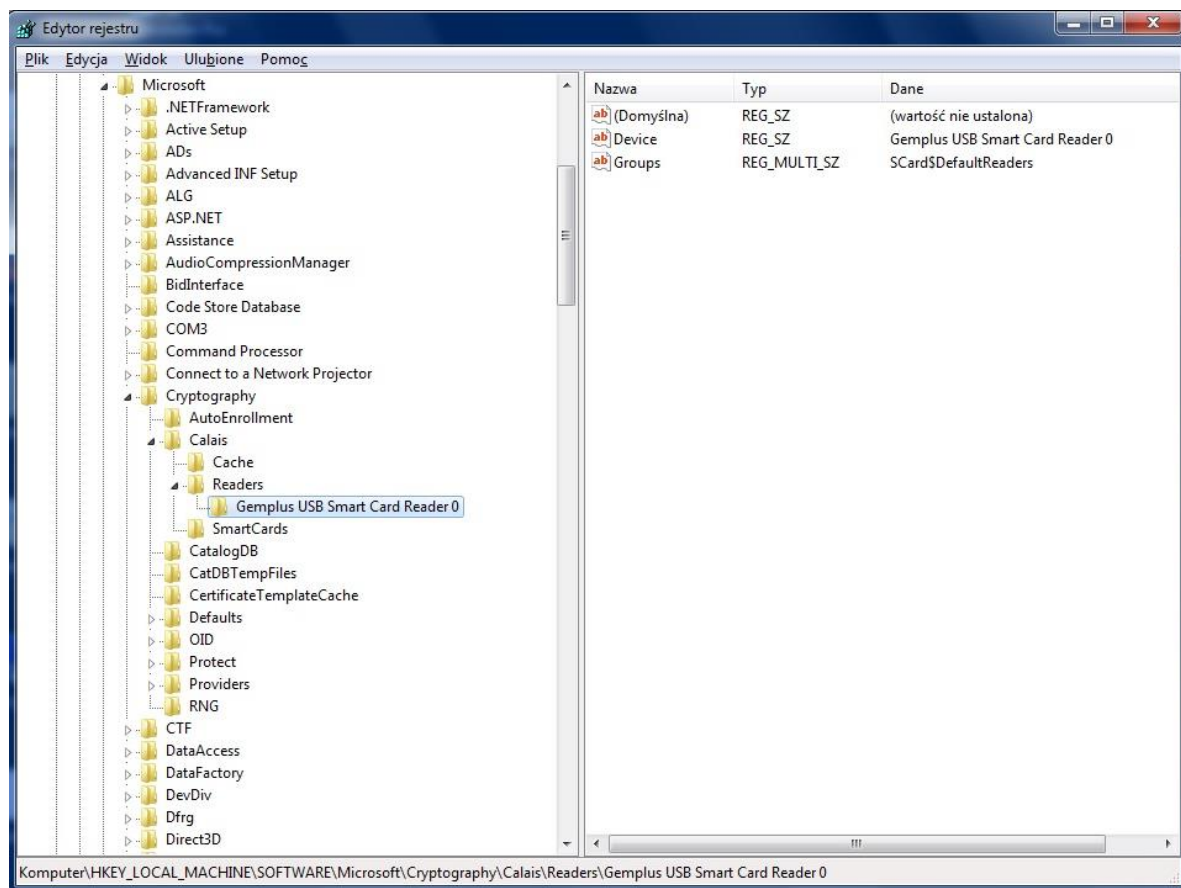 Edytor rejestru
Plik Edycja Widok Ulubione Pomoc
Microsoft
.NETFramework
Active Setup
ADs
Advanced INF Setup
ALG
ASP.NET
Assistance
AudioCompressionManager
BidInterface
Code Store Database
COM3
Command Processor
Connect to a Network Projector
Cryptography
AutoEnrollment
Calais
Cache
Readers
Gemplus USB Smart Card Reader 0
SmartCards
CatalogDB
CatDBTempFiles
CertificateTemplateCache
Defaults
OID
Protect
Providers
RNG
CTF
DataAccess
DataFactory
DevDiv
Dfrg
Direct3D
Nazwa Typ Dane
ab (Domyślna) REG_SZ (wartość nie ustalona)
ab Device REG_SZ Gemplus USB Smart Card Reader 0
ab Groups REG_MULTI_SZ SCard$DefaultReaders
Komputer\HKEY_LOCAL_MACHINE\SOFTWARE\Microsoft\Cryptography\Calais\Readers\Gemplus USB Smart Card Reader 0